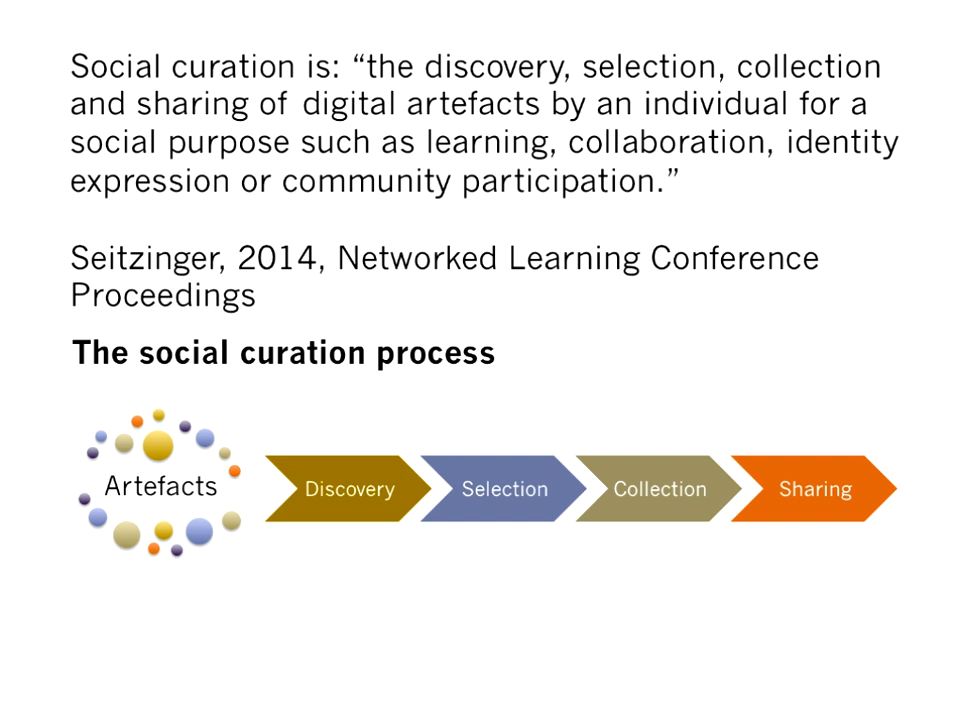 Social curation is: “the discovery, selection, collection
and sharing of digital artefacts by an individual for a
social purpose such as learning, collaboration, identity
expression or community participation.”
Seitzinger, 2014, Networked Learning Conference
Proceedings
The social curation process
Artefacts
Discovery
Selection
Collection
Sharing